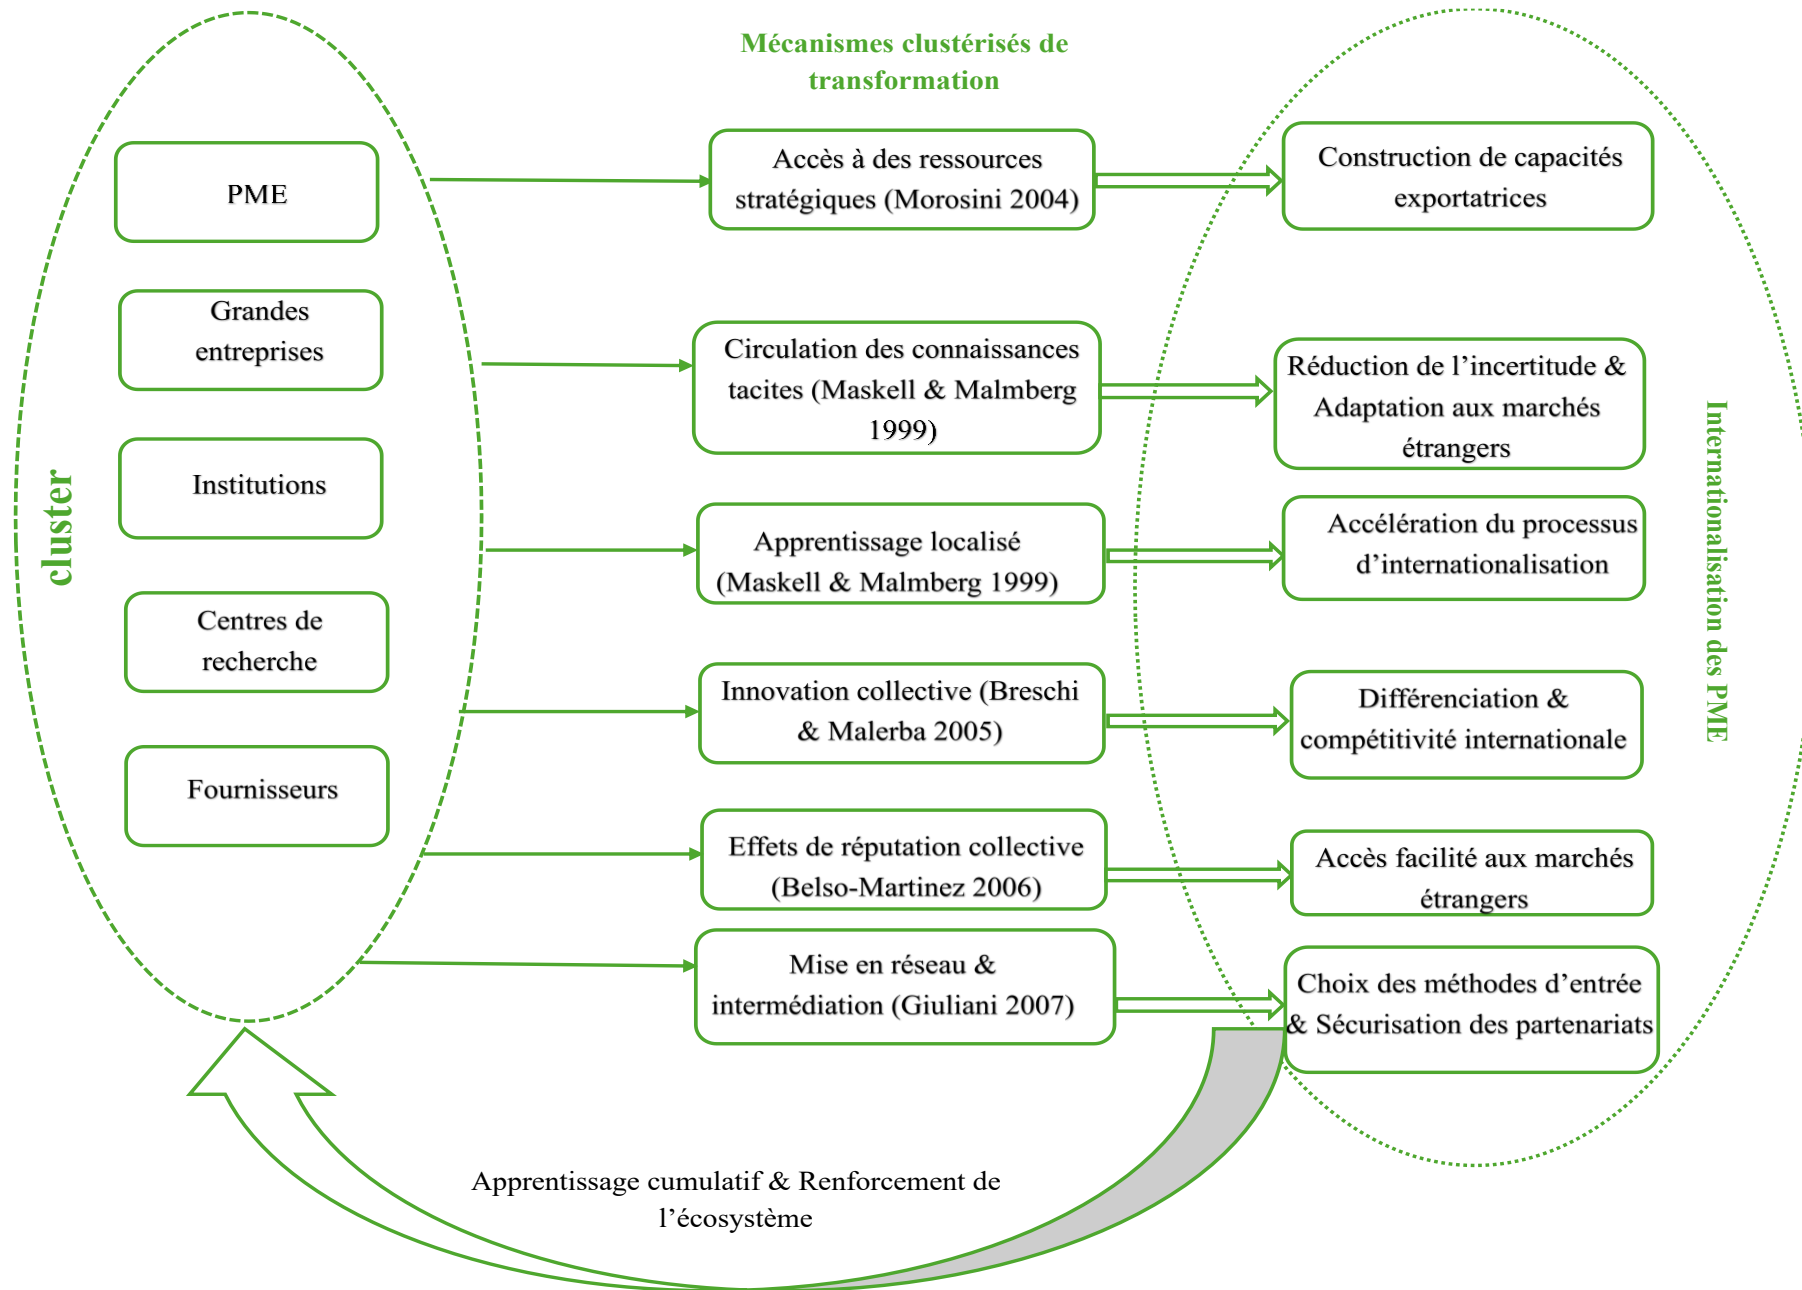 Mécanismes clustérisés de
transformation
cluster
PME
Grandes
entreprises
Institutions
Centres de
recherche
Fournisseurs
Accès à des ressources
stratégiques (Morosini 2004)
Circulation des connaissances
tacites (Maskell & Malmberg
1999)
Apprentissage localisé
(Maskell & Malmberg 1999)
Innovation collective (Breschi
& Malerba 2005)
Effets de réputation collective
(Belso-Martinez 2006)
Mise en réseau &
intermédiation (Giuliani 2007)
Construction de capacités
exportatrices
Réduction de l’incertitude &
Adaptation aux marchés
étrangers
Accélération du processus
d’internationalisation
Différenciation &
compétitivité internationale
Accès facilité aux marchés
étrangers
Choix des méthodes d’entrée
& Sécurisation des partenariats
Internationalisation des PME
Apprentissage cumulatif & Renforcement de
l’écosystème